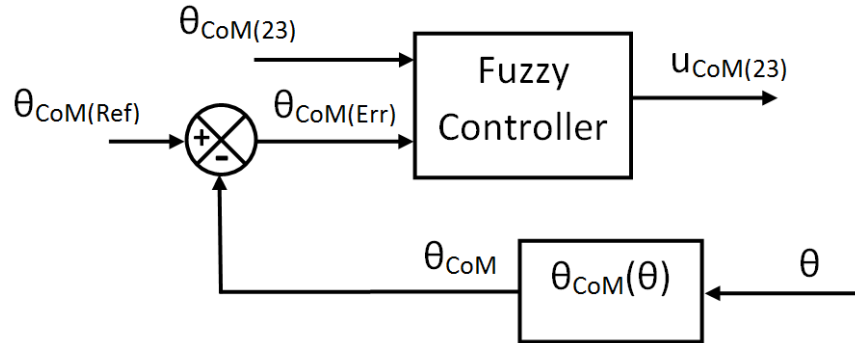 θCoM(23)
Fuzzy
Controller
uCoM(23)
θCoM(Ref)
θCoM(Err)
+
-
θCoM
θCoM(θ)
θ